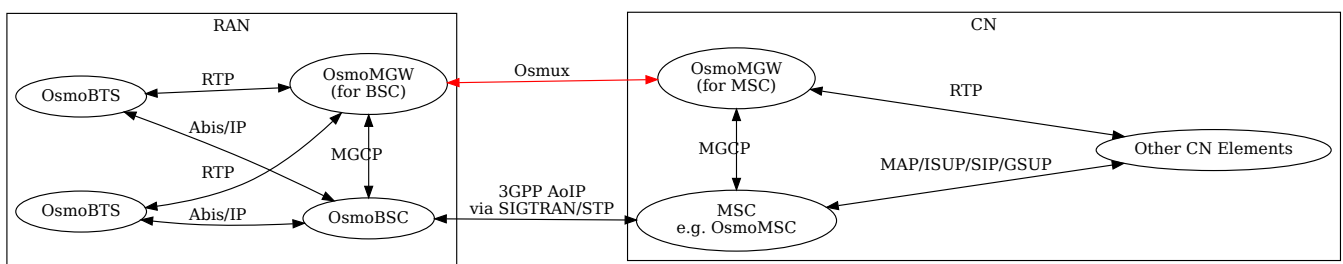 RAN
CN
OsmoBTS
RTP
OsmoMGW
(for BSC)
Osmux
OsmoMGW
(for MSC)
RTP
Abis/IP
MGCP
MGCP
Other CN Elements
RTP
MAP/ISUP/SIP/GSUP
OsmoBTS
Abis/IP
OsmoBSC
3GPP AoIP
via SIGTRAN/STP
MSC
e.g. OsmoMSC